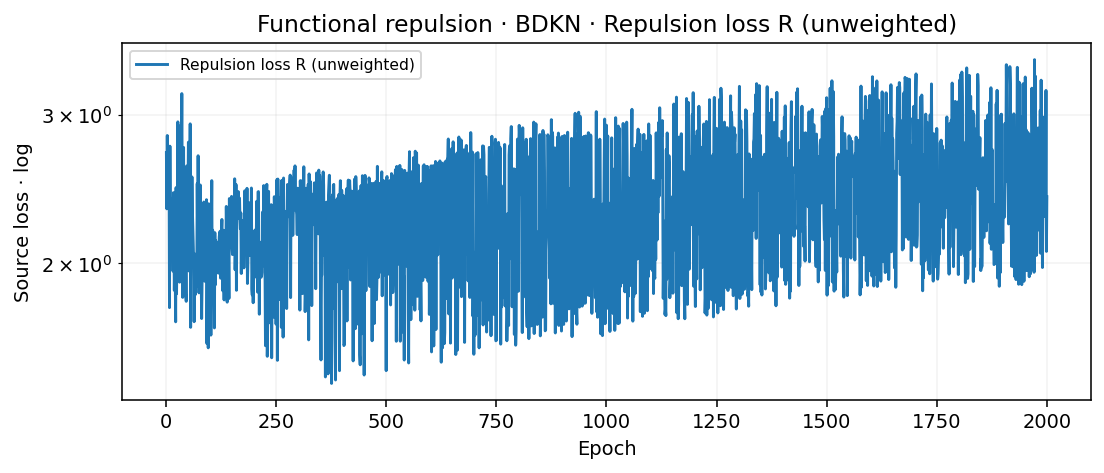 Functional repulsion · BDKN · Repulsion loss R (unweighted)
Repulsion loss R (unweighted)
Source loss · log
3 × 10⁰
2 × 10⁰
0 250 500 750 1000 1250 1500 1750 2000
Epoch